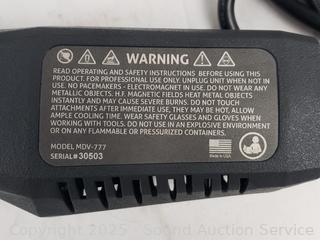 WARNING
READ OPERATING AND SAFETY INSTRUCTIONS BEFORE USING THIS
PRODUCT. FOR PROFESSIONAL USE ONLY. UNPLUG UNIT WHEN NOT IN
USE. NO PACEMAKERS - ELECTROMAGNET IN USE. DO NOT WEAR ANY
METALLIC OBJECTS. H.F. MAGNETIC FIELDS HEAT METAL OBJECTS
INSTANTLY AND MAY CAUSE SEVERE BURNS. DO NOT TOUCH
ATTACHMENTS AFTER IMMEDIATE USE, THEY MAY BE HOT, ALLOW
AMPLE COOLING TIME. WEAR SAFETY GLASSES AND GLOVES WHEN
WORKING WITH TOOLS. DO NOT USE IN AN EXPLOSIVE ENVIRONMENT
OR ON ANY FLAMMABLE OR PRESSURIZED CONTAINERS.
MODEL MDV-777
SERIAL# 30503
Made in USA
Copyright 2025 - Sound Auction Service